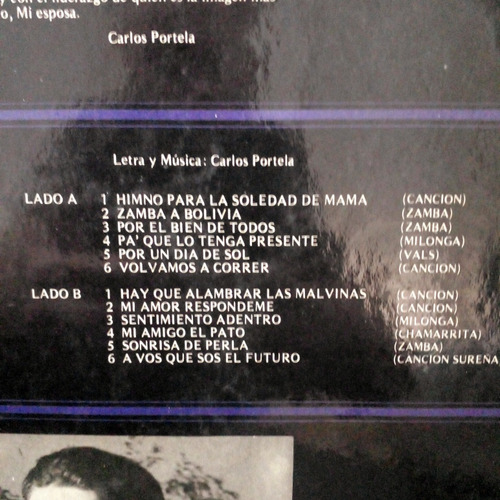 o, Mi esposa.
Carlos Portela
Letra y Música: Carlos Portela
LADO A 1 HIMNO PARA LA SOLEDAD DE MAMA (CANCION)
2 ZAMBA A BOLIVIA (ZAMBA)
3 POR EL BIEN DE TODOS (ZAMBA)
4 PA' QUE LO TENGA PRESENTE (MILONGA)
5 POR UN DIA DE SOL (VALS)
6 VOLVAMOS A CORRER (CANCION)
LADO B 1 HAY QUE ALAMBRAR LAS MALVINAS (CANCION)
2 MI AMOR RESPONDEME (CANCION)
3 SENTIMIENTO ADENTRO (MILONGA)
4 MI AMIGO EL PATO (CHAMARRITA)
5 SONRISA DE PERLA (ZAMBA)
6 A VOS QUE SOS EL FUTURO (CANCION SUREÑA